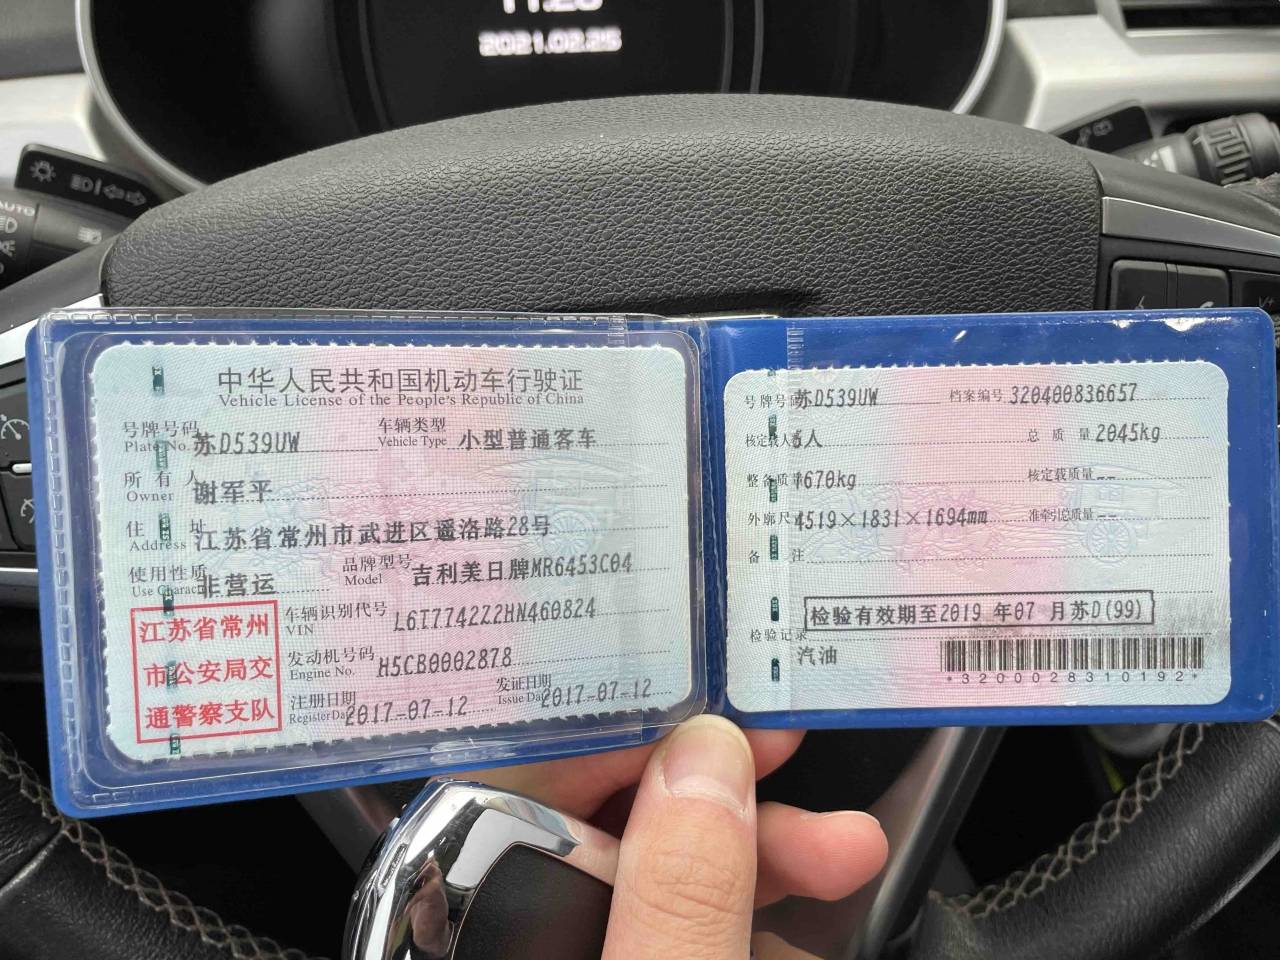 2021.02.25
AUTO
V+
中华人民共和国机动车行驶证
Vehicle License of the People's Republic of China
号牌号码 苏D539UW 车辆类型 小型普通客车
Plate No. Vehicle Type
所有人 谢军平
Owner
住址 江苏省常州市武进区遥洛路28号
Address
使用性质 非营运 品牌型号 吉利美日牌MR6453C04
Use Charac Model
江苏省常州
市公安局交
通警察支队
车辆识别代号 L6T7742Z2HN460824
VIN
发动机号码 H5CB0002878
Engine No.
注册日期 2017-07-12 发证日期 2017-07-12
Register Da Issue Da
号牌号码 苏D539UW 档案编号 320400836657
核定载人 5人 总质量 2045kg
整备质量 1670kg 核定载质量 --
外廓尺寸 4519×1831×1694mm 准牵引总质量 --
备注
检验有效期至2019 年07 月苏D(99)
检验记录
汽油
*3200028310192*